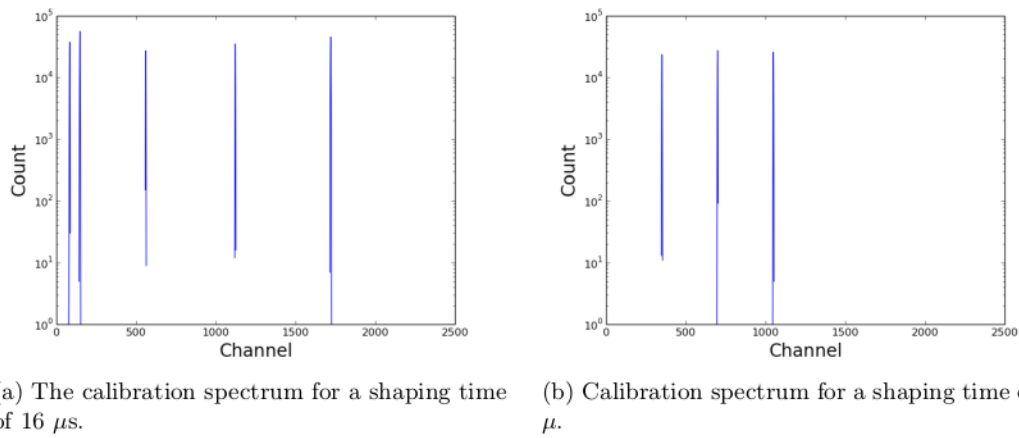 10⁵
10⁴
10³
10²
10¹
10⁰
Count
0 500 1000 1500 2000 2500
Channel
10⁵
10⁴
10³
10²
10¹
10⁰
Count
0 500 1000 1500 2000 2500
Channel
a) The calibration spectrum for a shaping time
of 16 μs.
(b) Calibration spectrum for a shaping time
μ.